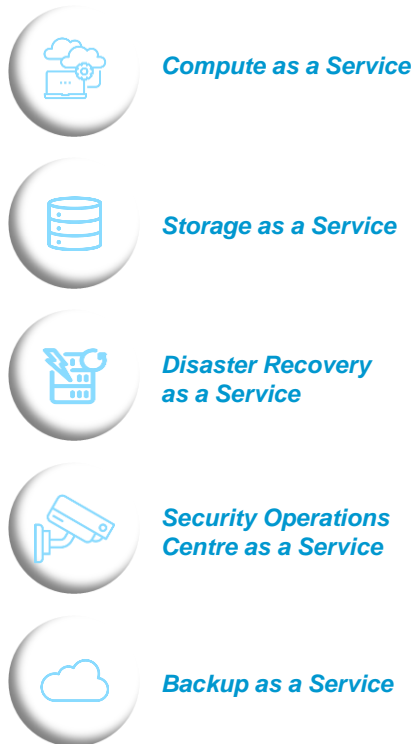 Compute as a Service
Storage as a Service
Disaster Recovery
as a Service
Security Operations
Centre as a Service
Backup as a Service